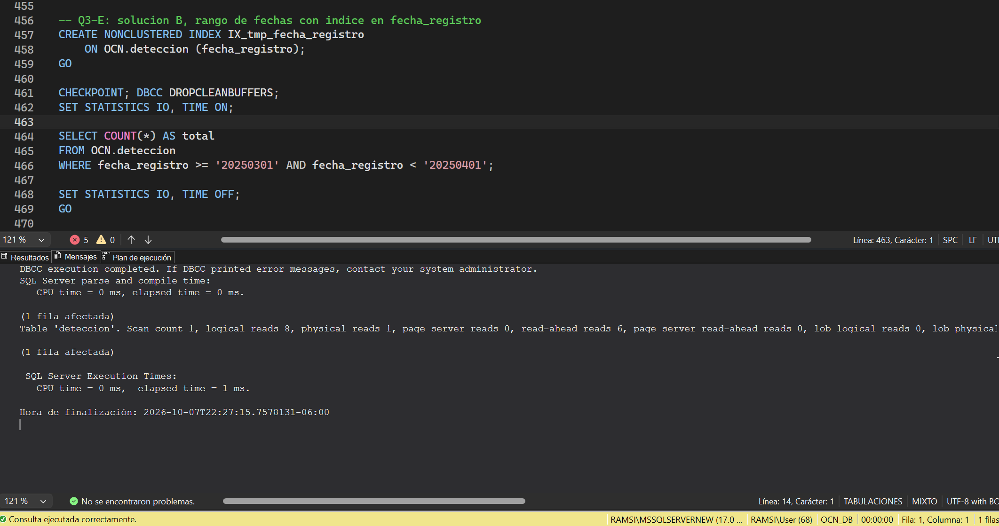 455
456 -- Q3-E: solucion B, rango de fechas con indice en fecha_registro
457 CREATE NONCLUSTERED INDEX IX_tmp_fecha_registro
458 ON OCN.deteccion (fecha_registro);
459 GO
460
461 CHECKPOINT; DBCC DROPCLEANBUFFERS;
462 SET STATISTICS IO, TIME ON;
463
464 SELECT COUNT(*) AS total
465 FROM OCN.deteccion
466 WHERE fecha_registro >= '20250301' AND fecha_registro < '20250401';
467
468 SET STATISTICS IO, TIME OFF;
469 GO
470
121 % 5 0 Línea: 463, Carácter: 1 SPC LF UTF
Resultados Mensajes Plan de ejecución
DBCC execution completed. If DBCC printed error messages, contact your system administrator.
SQL Server parse and compile time:
CPU time = 0 ms, elapsed time = 0 ms.
(1 fila afectada)
Table 'deteccion'. Scan count 1, logical reads 8, physical reads 1, page server reads 0, read-ahead reads 6, page server read-ahead reads 0, lob logical reads 0, lob physical
(1 fila afectada)
SQL Server Execution Times:
CPU time = 0 ms, elapsed time = 1 ms.
Hora de finalización: 2026-10-07T22:27:15.7578131-06:00
121 % No se encontraron problemas. Línea: 14, Carácter: 1 TABULACIONES MIXTO UTF-8 with BO
Consulta ejecutada correctamente. RAMSI\MSSQLSERVERNEW (17.0 ... RAMSI\User (68) OCN_DB 00:00:00 Fila: 1, Columna: 1 1 filas